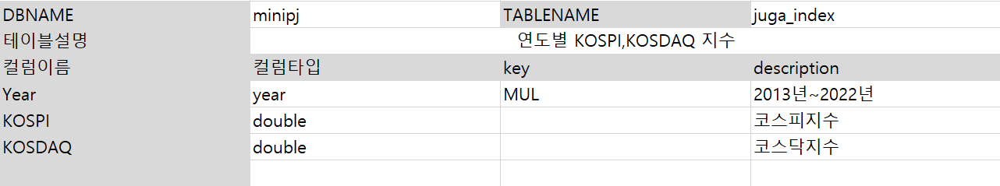 DBNAME minipj TABLENAME juga_index
테이블설명 연도별 KOSPI,KOSDAQ 지수
컬럼이름 컬럼타입 key description
Year year MUL 2013년~2022년
KOSPI double 코스피지수
KOSDAQ double 코스닥지수